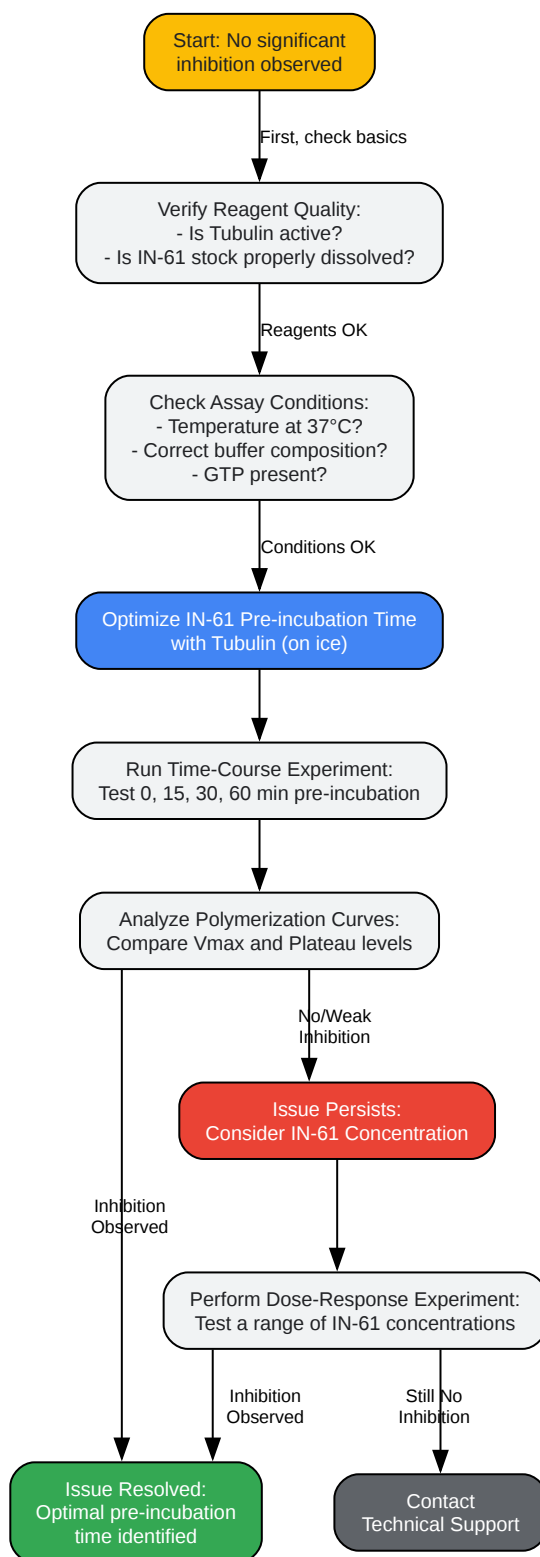 Start: No significant
inhibition observed
First, check basics
Verify Reagent Quality:
- Is Tubulin active?
- Is IN-61 stock properly dissolved?
Reagents OK
Check Assay Conditions:
- Temperature at 37°C?
- Correct buffer composition?
- GTP present?
Conditions OK
Optimize IN-61 Pre-incubation Time
with Tubulin (on ice)
Run Time-Course Experiment:
Test 0, 15, 30, 60 min pre-incubation
Analyze Polymerization Curves:
Compare Vmax and Plateau levels
No/Weak
Inhibition
Issue Persists:
Consider IN-61 Concentration
Inhibition
Observed
Perform Dose-Response Experiment:
Test a range of IN-61 concentrations
Inhibition
Observed
Still No
Inhibition
Issue Resolved:
Optimal pre-incubation
time identified
Contact
Technical Support